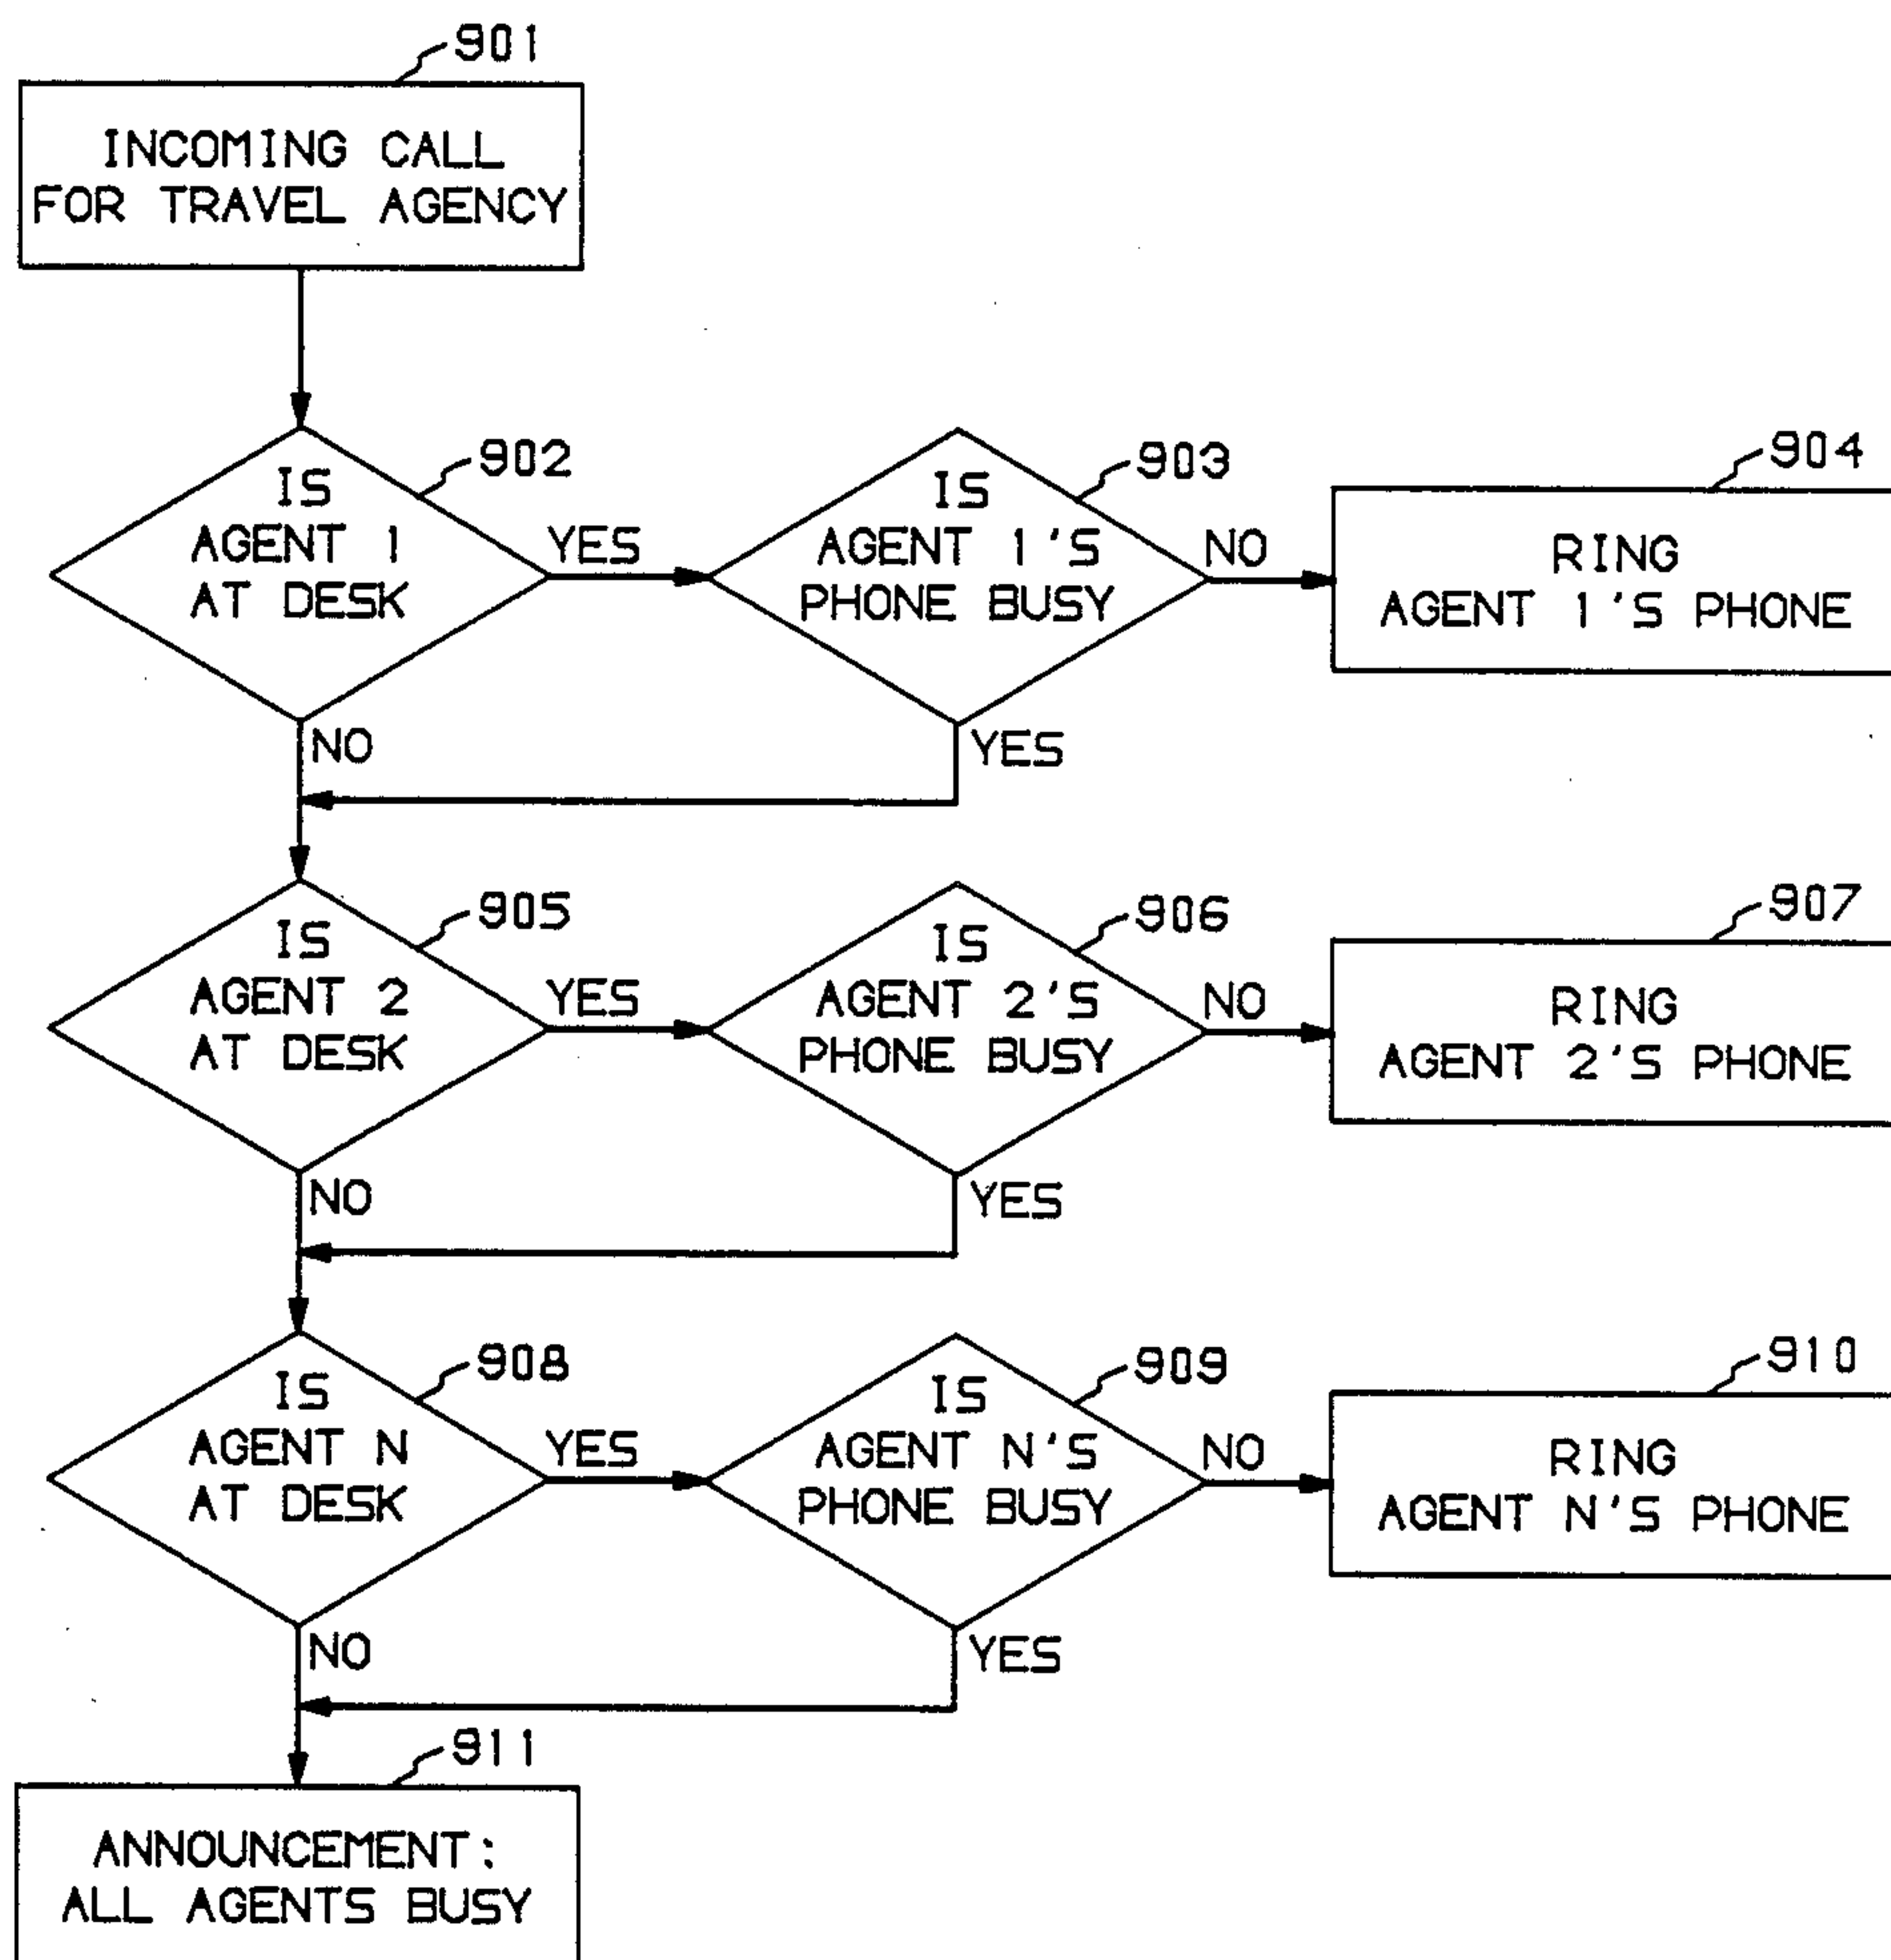 901
INCOMING CALL
FOR TRAVEL AGENCY
902
IS
AGENT 1
AT DESK
YES
NO
903
IS
AGENT 1'S
PHONE BUSY
NO
YES
904
RING
AGENT 1'S PHONE
905
IS
AGENT 2
AT DESK
YES
NO
906
IS
AGENT 2'S
PHONE BUSY
NO
YES
907
RING
AGENT 2'S PHONE
908
IS
AGENT N
AT DESK
YES
NO
909
IS
AGENT N'S
PHONE BUSY
NO
YES
910
RING
AGENT N'S PHONE
911
ANNOUNCEMENT:
ALL AGENTS BUSY